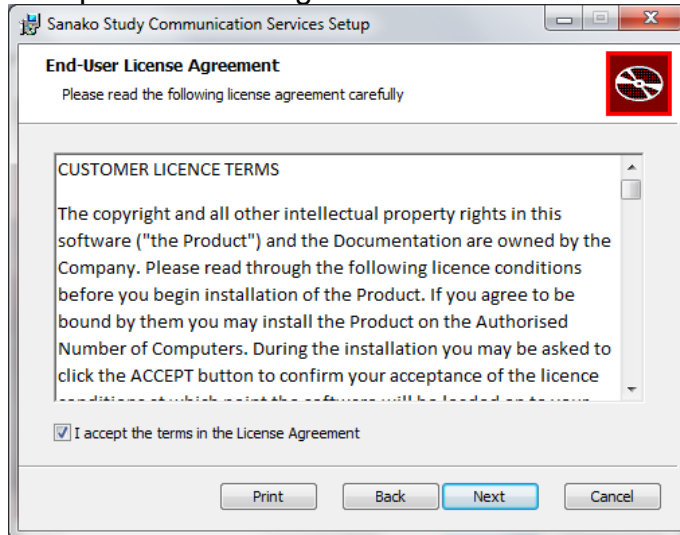 Sanako Study Communication Services Setup
End-User License Agreement
Please read the following license agreement carefully
CUSTOMER LICENCE TERMS
The copyright and all other intellectual property rights in this
software ("the Product") and the Documentation are owned by the
Company. Please read through the following licence conditions
before you begin installation of the Product. If you agree to be
bound by them you may install the Product on the Authorised
Number of Computers. During the installation you may be asked to
click the ACCEPT button to confirm your acceptance of the licence
I accept the terms in the License Agreement
Print Back Next Cancel